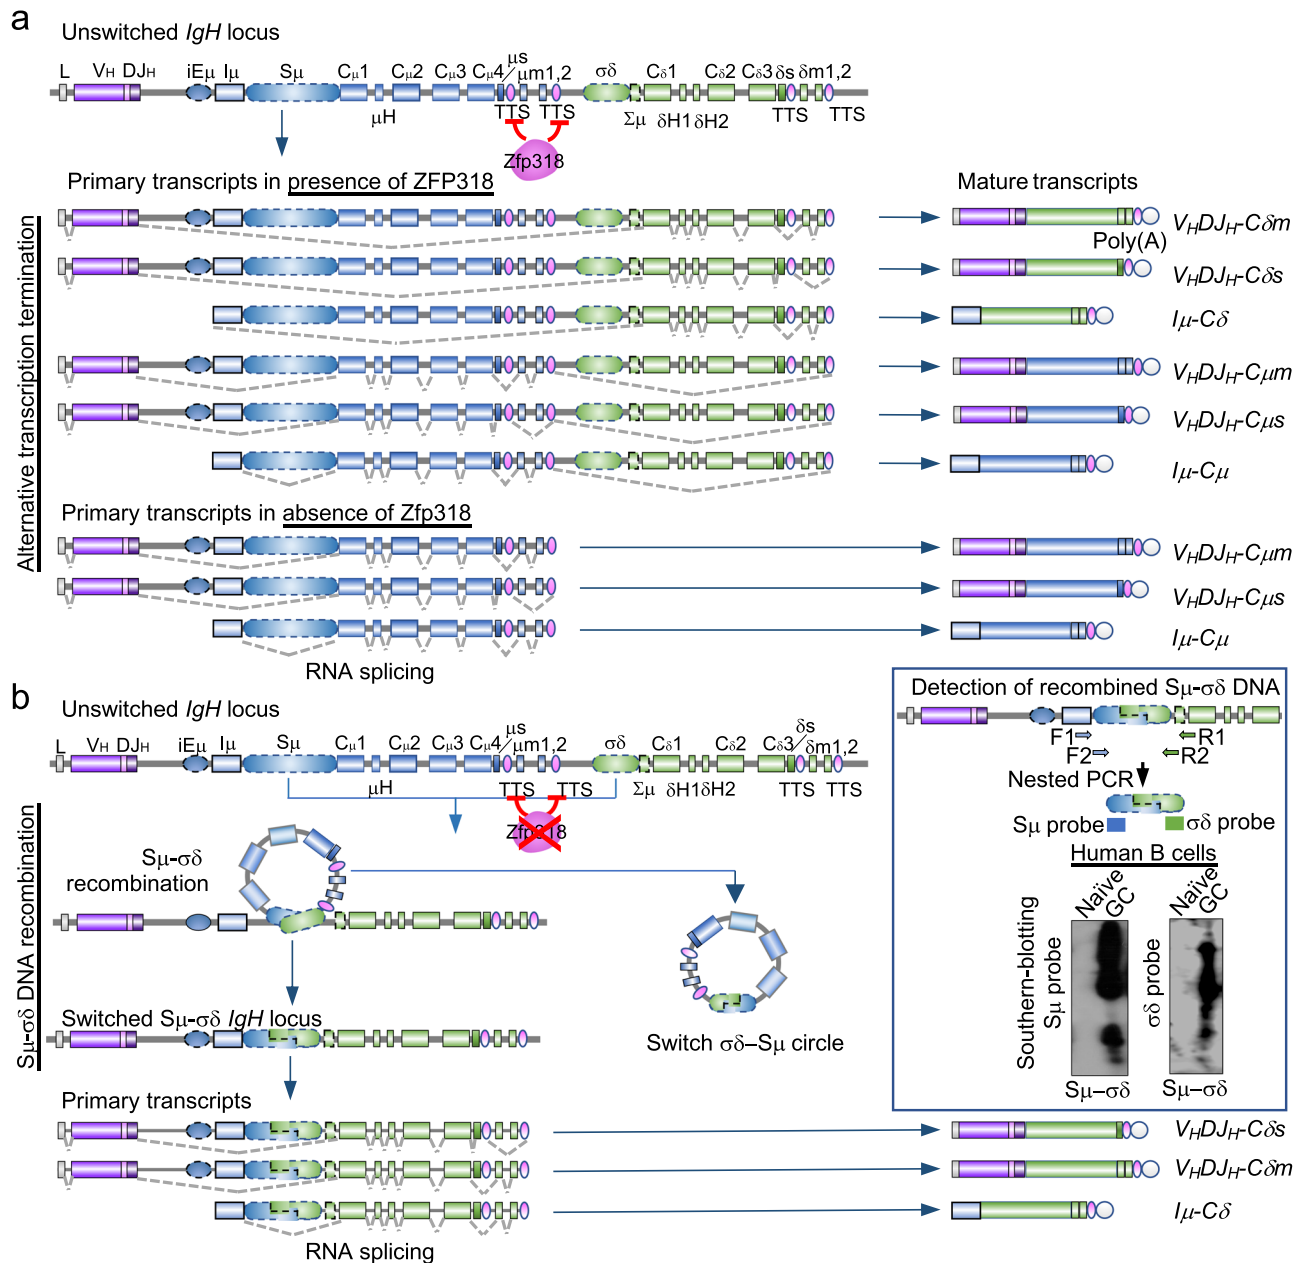 a
Unswitched IgH locus
L VH DJH iEμ Iμ Sμ Cμ1 Cμ2 Cμ3 Cμ4 μs μm1,2 σδ Cδ1 Cδ2 Cδ3 δs δm1,2
μH TTS TTS Σμ δH1 δH2 TTS TTS
Zfp318
Primary transcripts in presence of ZFP318
Mature transcripts
Alternative transcription termination
VHDJH-Cδm
Poly(A)
VHDJH-Cδs
Iμ-Cδ
VHDJH-Cμm
VHDJH-Cμs
Iμ-Cμ
Primary transcripts in absence of Zfp318
VHDJH-Cμm
VHDJH-Cμs
Iμ-Cμ
RNA splicing
b
Unswitched IgH locus
L VH DJH iEμ Iμ Sμ Cμ1 Cμ2 Cμ3 Cμ4 μs μm1,2 σδ Cδ1 Cδ2 Cδ3 δs δm1,2
μH TTS TTS Σμ δH1 δH2 TTS TTS
Zfp318
Sμ-σδ DNA recombination
Sμ-σδ
recombination
Switched Sμ-σδ IgH locus
Switch σδ–Sμ circle
Primary transcripts
VHDJH-Cδs
VHDJH-Cδm
Iμ-Cδ
RNA splicing
Detection of recombined Sμ-σδ DNA
F1 R1
F2 R2
Nested PCR
Sμ probe σδ probe
Human B cells
Naïve GC Naïve GC
Southern-blotting
Sμ probe
σδ probe
Sμ–σδ Sμ–σδ